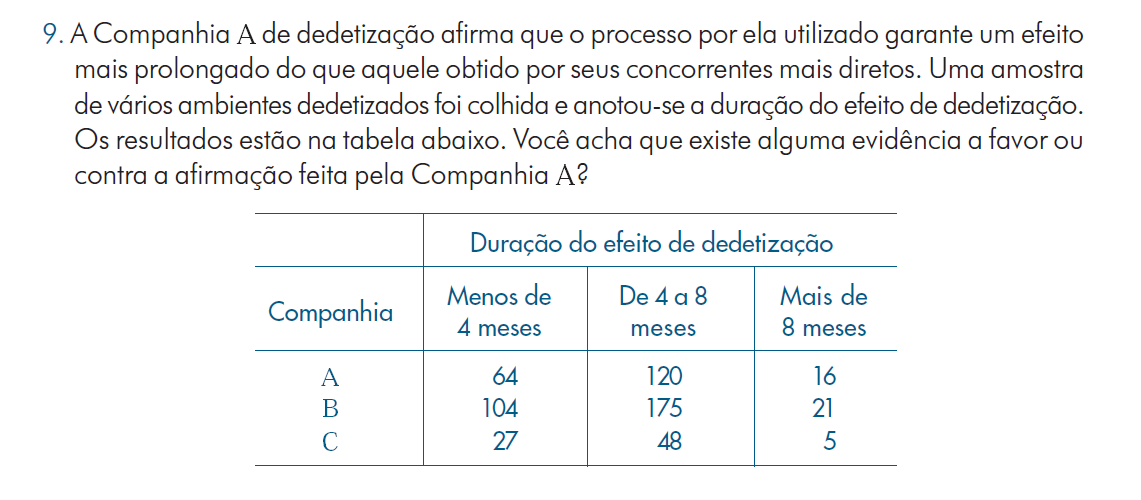 9. A Companhia A de dedetização afirma que o processo por ela utilizado garante um efeito
mais prolongado do que aquele obtido por seus concorrentes mais diretos. Uma amostra
de vários ambientes dedetizados foi colhida e anotou-se a duração do efeito de dedetização.
Os resultados estão na tabela abaixo. Você acha que existe alguma evidência a favor ou
contra a afirmação feita pela Companhia A?
Duração do efeito de dedetização
Companhia
Menos de
4 meses
De 4 a 8
meses
Mais de
8 meses
A 64 120 16
B 104 175 21
C 27 48 5